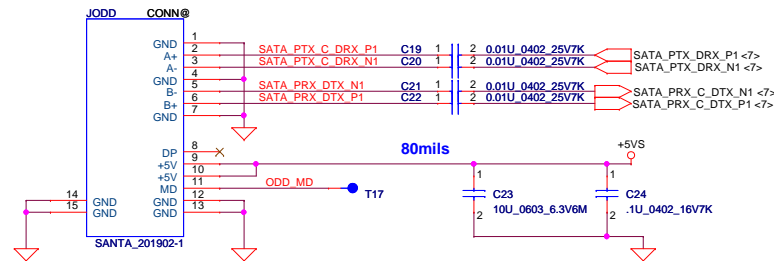 JODD CONN@
GND 1
A+ 2 SATA_PTX_C_DRX_P1 C19 1 2 0.01U_0402_25V7K SATA_PTX_DRX_P1 <7>
A- 3 SATA_PTX_C_DRX_N1 C20 1 2 0.01U_0402_25V7K SATA_PTX_DRX_N1 <7>
GND 4
B- 5 SATA_PRX_DTX_N1 C21 1 2 0.01U_0402_25V7K SATA_PRX_C_DTX_N1 <7>
B+ 6 SATA_PRX_DTX_P1 C22 1 2 0.01U_0402_25V7K SATA_PRX_C_DTX_P1 <7>
GND 7
DP 8
80mils
+5VS
+5V 9
+5V 10
MD 11 ODD_MD T17
14 GND GND 12
15 GND GND 13
SANTA_201902-1
1 C23 2
10U_0603_6.3V6M
1 C24 2
.1U_0402_16V7K